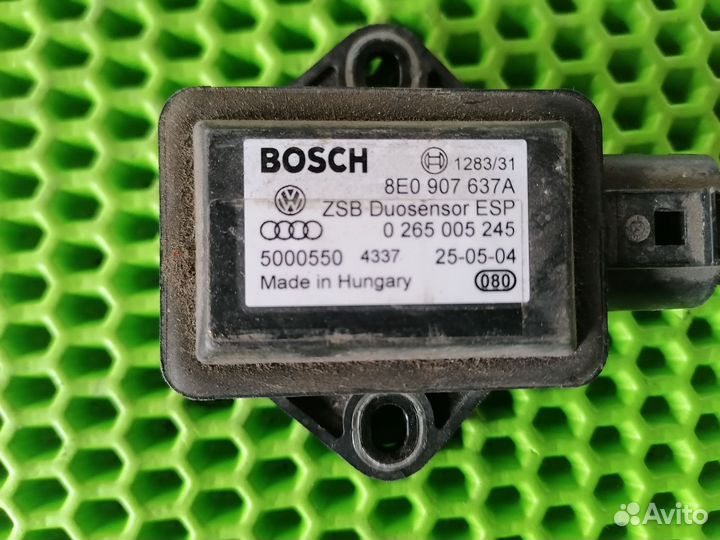 BOSCH 1283/31
8E0 907 637A
ZSB Duosensor ESP
0 265 005 245
5000550 4337 25-05-04
Made in Hungary 080
Avito